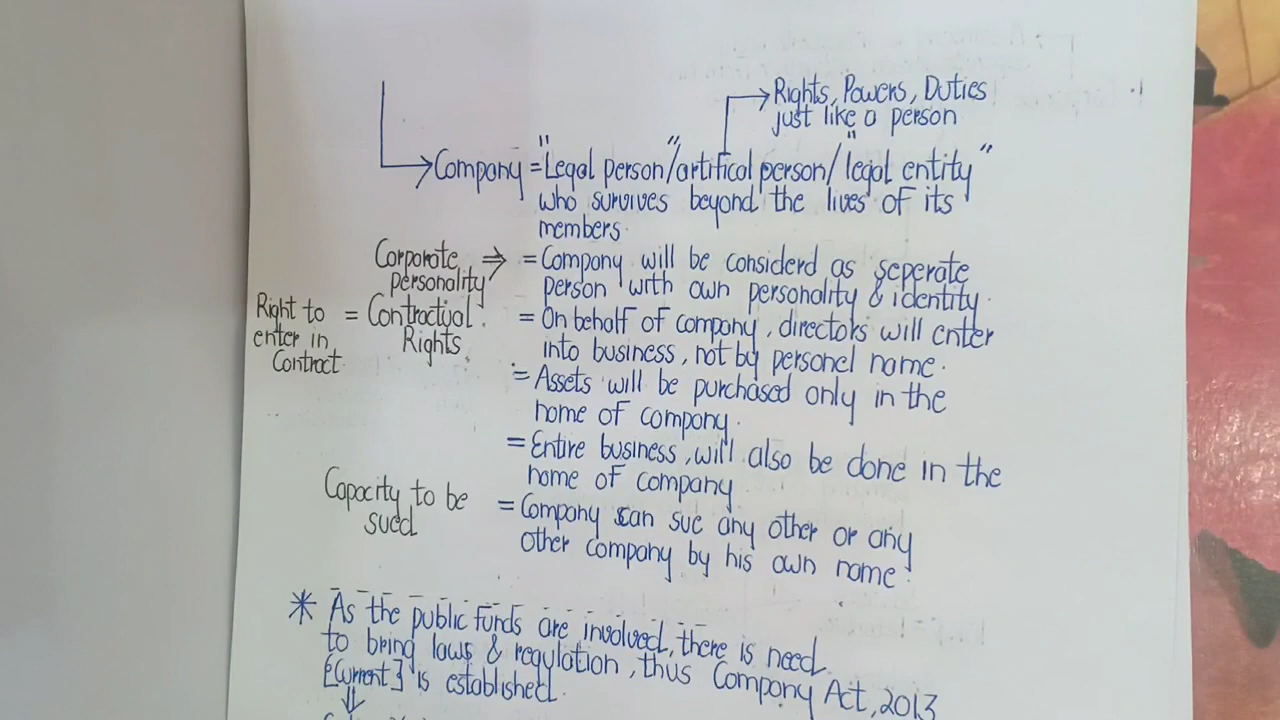 Rights, Powers, Duties
just like a person
Company = "Legal person"/artifical person/"legal entity"
who survives beyond the lives of its
members.
Corporate ⇒ = Company will be considerd as seperate
personality person with own personality & identity.
Right to = Contractual = On behalf of company, directors will enter
enter in Rights into business, not by personel name.
Contract
= Assets will be purchased only in the
name of company.
= Entire business, will also be done in the
name of company
Capacity to be = Company can sue any other or any
sued other company by his own name.
* As the public funds are involved, there is need
to bring laws & regulation, thus Company Act, 2013
[Current] is established.